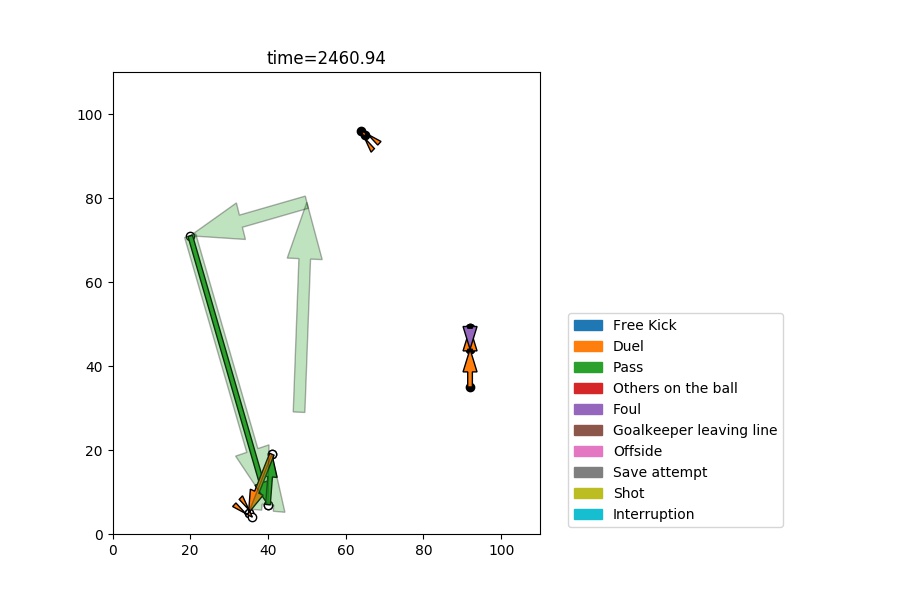 time=2460.94
100
80
60
40
20
0
0 20 40 60 80 100
Free Kick
Duel
Pass
Others on the ball
Foul
Goalkeeper leaving line
Offside
Save attempt
Shot
Interruption